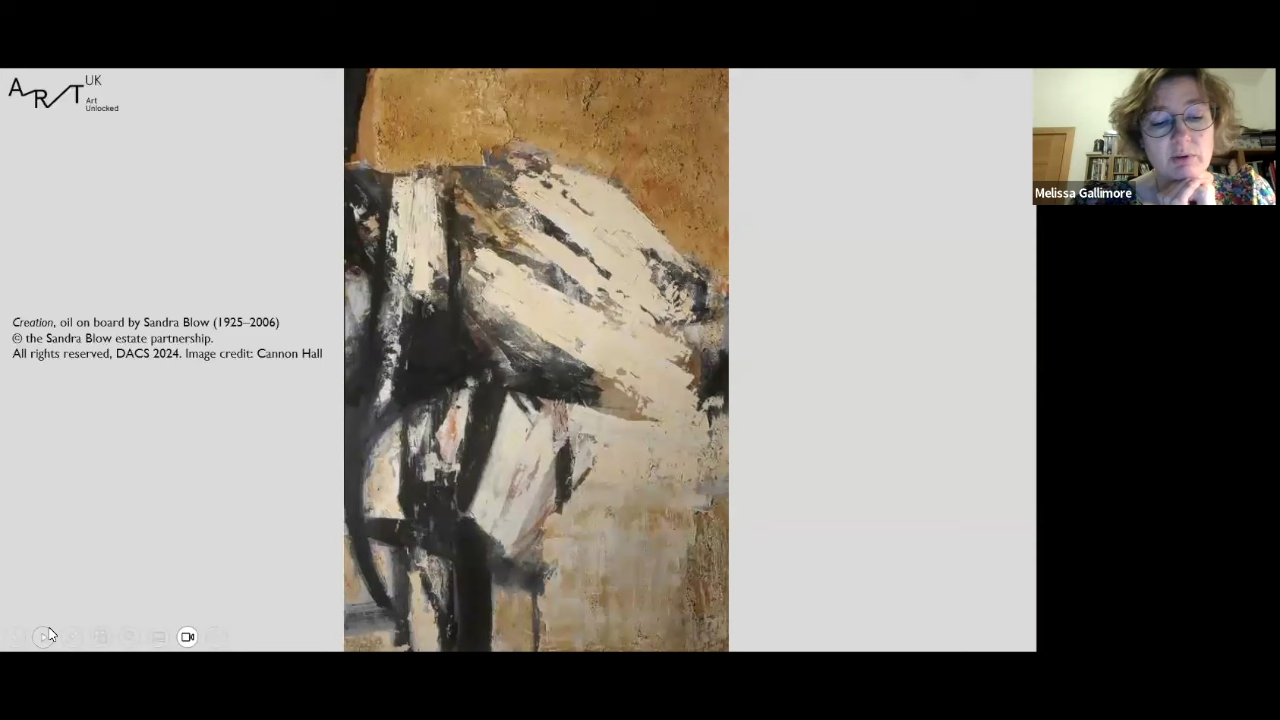 ART UK
Art
Unlocked
Melissa Gallimore
Creation, oil on board by Sandra Blow (1925–2006)
© the Sandra Blow estate partnership.
All rights reserved, DACS 2024. Image credit: Cannon Hall